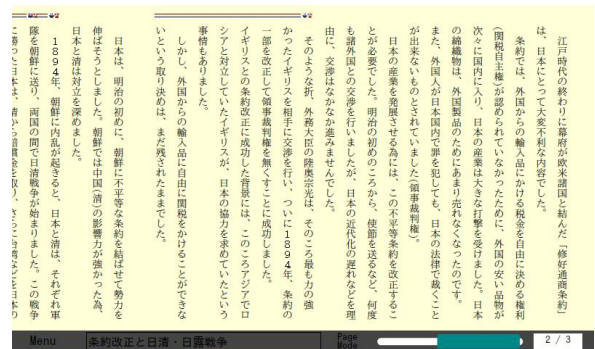 江戸時代の終わりに幕府が欧米諸国と結んだ「修好通商条約」
は、日本にとって大変不利な内容でした。
条約では、外国からの輸入品にかける税金を自由に決める権利
(関税自主権)が認められていなかったために、外国の安い品物が
次々に国内に入り、日本の産業は大きな打撃を受けました。日本
の綿織物は、外国製品のためにあまり売れなくなったのです。
また、外国人が日本国内で罪を犯しても、日本の法律で裁くこと
が出来ないものとされていました(領事裁判権)。
日本の産業を発展させる為には、この不平等条約を改正するこ
とが必要でした。明治の初めのころから、使節を送るなど、何度
も諸外国との交渉を行いましたが、日本の近代化の遅れなどを理
由に、交渉はなかなか進みませんでした。
そのような折、外務大臣の陸奥宗光は、そのころ最も力の強
かったイギリスを相手に交渉を行い、ついに1894年、条約の
一部を改正して領事裁判権を無くすことに成功しました。
イギリスとの条約改正に成功した背景には、このころアジアでロ
シアと対立していたイギリスが、日本の協力を求めていたという
事情もありました。
しかし、外国からの輸入品に自由に関税をかけることができな
いという取り決めは、まだ残されたままでした。
日本は、明治の初めに、朝鮮に不平等な条約を結ばせて勢力を
伸ばそうとしました。朝鮮では中国(清)の影響力が強かった為、
日本と清は対立を深めました。
1894年、朝鮮に内乱が起きると、日本と清は、それぞれ軍
隊を朝鮮に送り、両国の間で日清戦争が始まりました。この戦争
Menu
条約改正と日清・日露戦争
Page
Mode
2 / 3